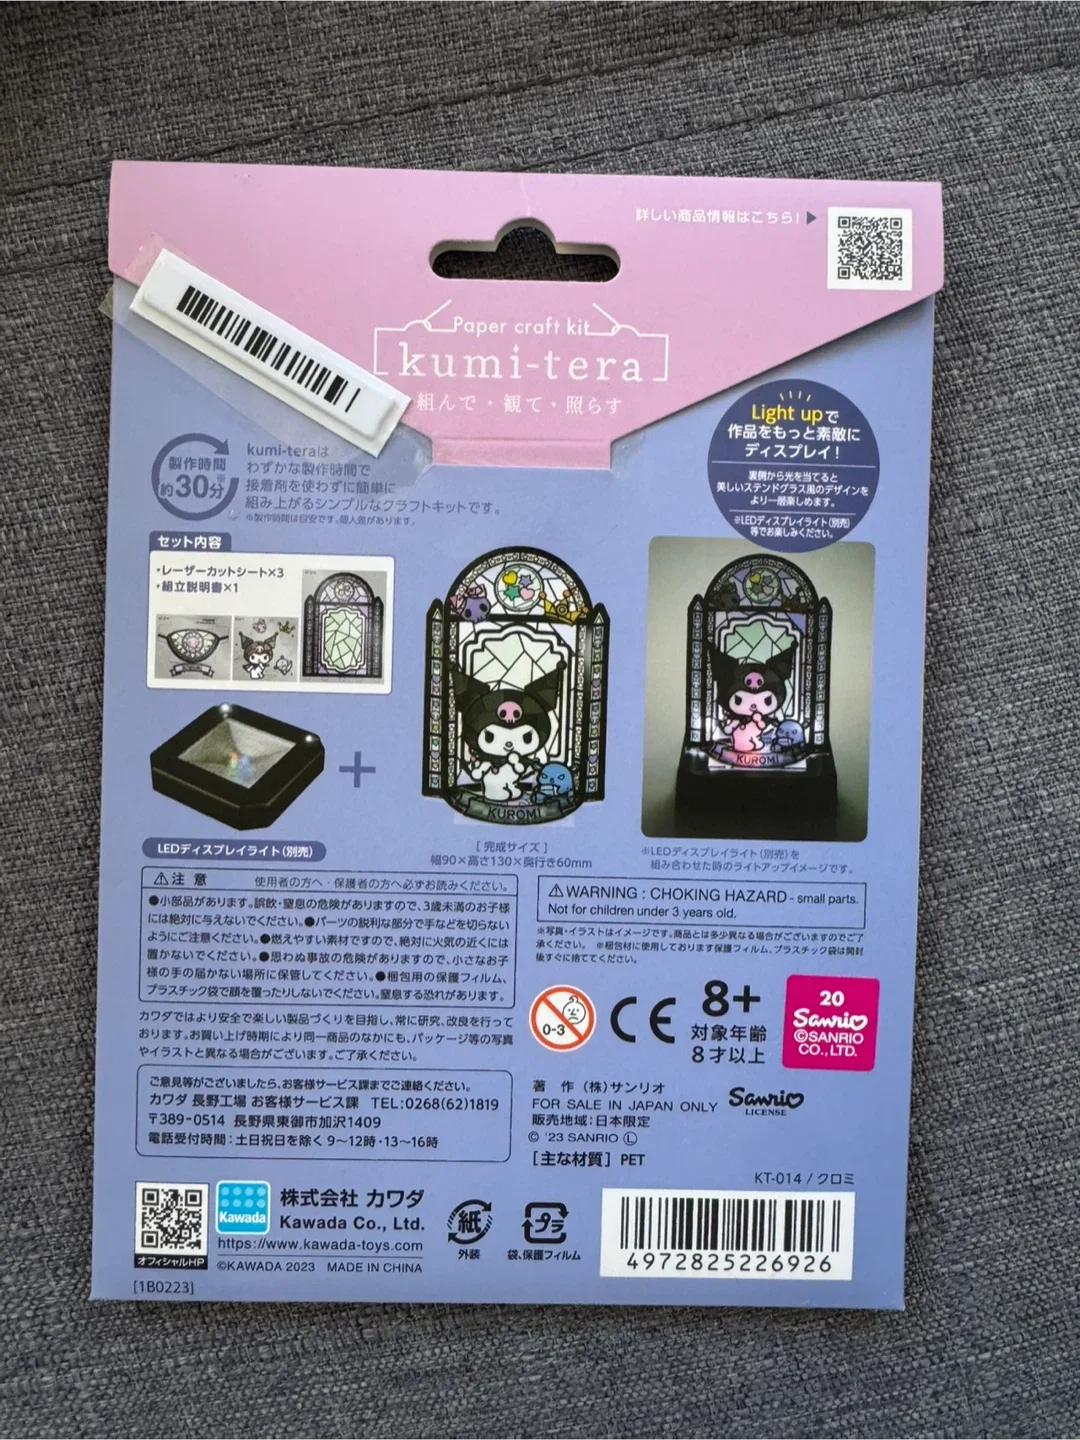 詳しい商品情報はこちら!▶
Paper craft kit
kumi-tera
組んで・観て・照らす
Light upで
作品をもっと素敵に
ディスプレイ!
裏側から光を当てると
美しいステンドグラス風のデザインを
より一層楽しめます。
※LEDディスプレイライト(別売)
等でお楽しみください。
製作時間※
約30分
kumi-teraは
わずかな製作時間で
接着剤を使わずに簡単に
組み上がるシンプルなクラフトキットです。
※製作時間は目安です。個人差があります。
セット内容
・レーザーカットシート×3
・組立説明書×1
+
KUROMI
KUROMI
LEDディスプレイライト(別売)
[完成サイズ]
幅90×高さ130×奥行き60mm
※LEDディスプレイライト(別売)を
組み合わせた時のライトアップイメージです。
⚠注 意 使用者の方へ・保護者の方へ必ずお読みください。
●小部品があります。誤飲・窒息の危険がありますので、3歳未満のお子様
には絶対に与えないでください。●パーツの鋭利な部分で手などを切らない
ようにご注意ください。●燃えやすい素材ですので、絶対に火気の近くには
置かないでください。●思わぬ事故の危険がありますので、小さなお子
様の手の届かない場所に保管してください。●梱包用の保護フィルム、
プラスチック袋で顔を覆ったりしないでください。窒息する恐れがあります。
⚠WARNING : CHOKING HAZARD - small parts.
Not for children under 3 years old.
※写真・イラストはイメージです。商品とは多少異なる場合がございますのでご了
承ください。 ※梱包材に使用しております保護フィルム、プラスチック袋は開封
後すぐに捨ててください。
カワダではより安全で楽しい製品づくりを目指し、常に研究、改良を行って
おります。お買い上げ時期により同一商品のなかにも、パッケージ等の写真
やイラストと異なる場合がございます。ご了承ください。
0-3
CE
8+
対象年齢
8才以上
20
Sanrio
©SANRIO
CO., LTD.
ご意見等がございましたら、お客様サービス課までご連絡ください。
カワダ 長野工場 お客様サービス課 TEL:0268(62)1819
〒389-0514 長野県東御市加沢1409
電話受付時間:土日祝日を除く 9~12時・13~16時
著 作 (株)サンリオ
FOR SALE IN JAPAN ONLY
販売地域:日本限定
© '23 SANRIO Ⓛ
Sanrio
LICENSE
[主な材質] PET
KT-014 / クロミ
オフィシャルHP
Kawada
株式会社 カワダ
Kawada Co., Ltd.
https://www.kawada-toys.com
©KAWADA 2023 MADE IN CHINA
紙
外装
プラ
袋、保護フィルム
4972825226926
[1B0223]